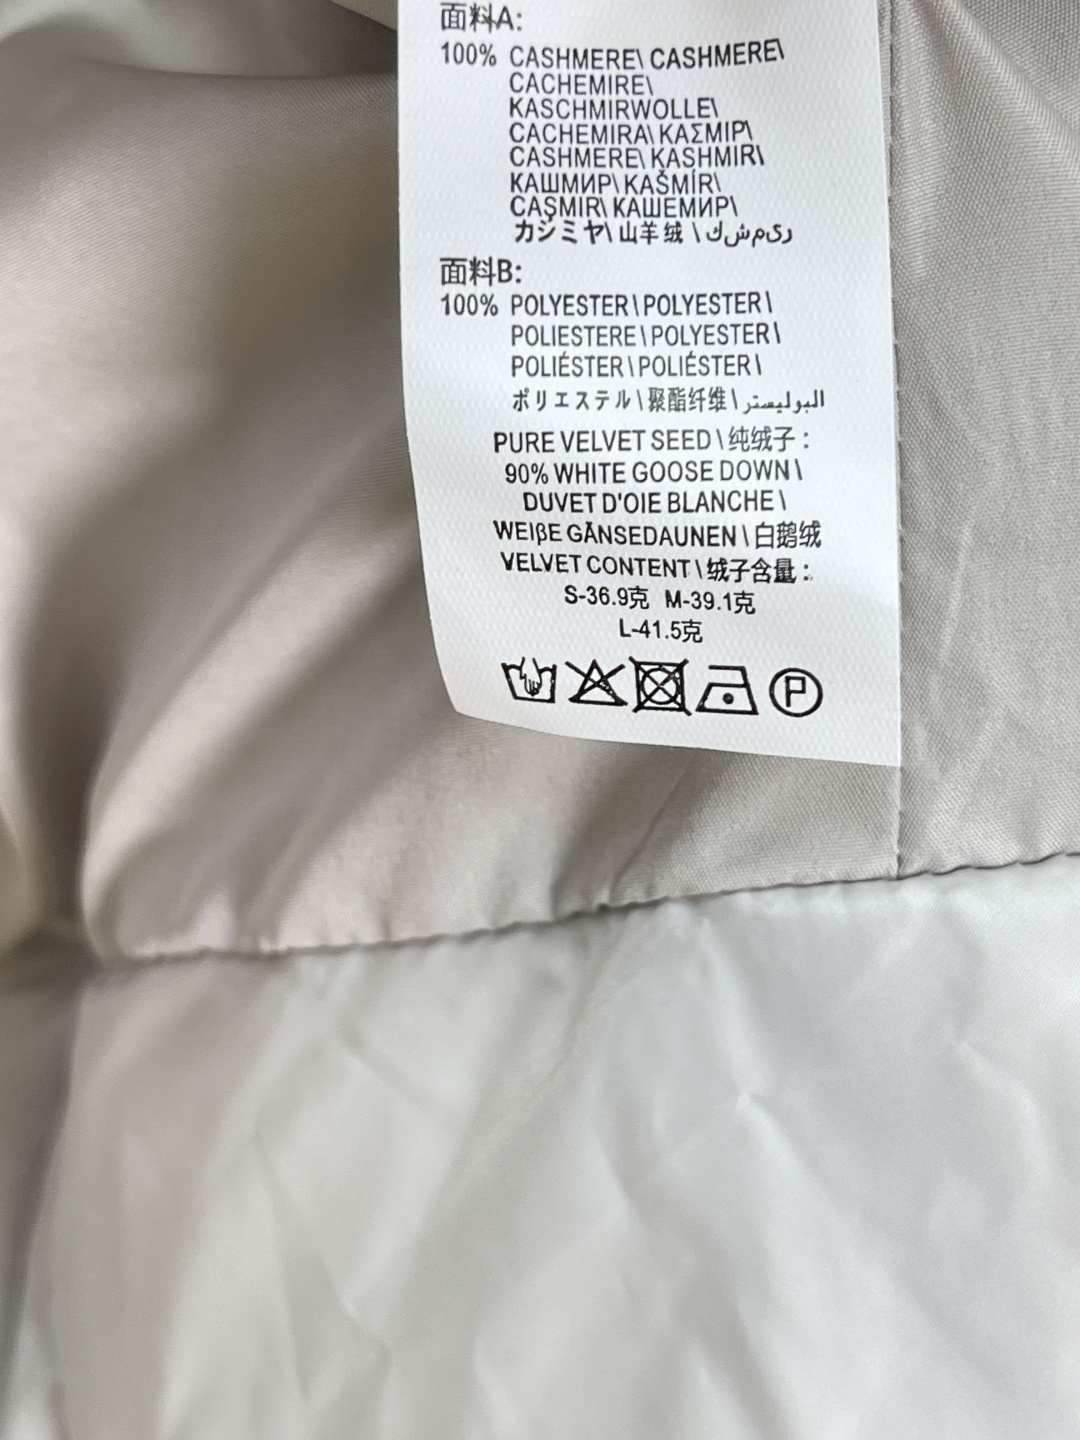 面料A:
100% CASHMERE\ CASHMERE\
CACHEMIRE\
KASCHMIRWOLLE\
CACHEMIRA\ ΚΑΣΜΙΡ\
CASHMERE\ KASHMIR\
КАШМИР\ KAŠMÍR\
CAŞMIR\ КАШЕМИР\
カシミヤ\ 山羊绒 \ ك ش م ی ر
面料B:
100% POLYESTER \ POLYESTER \
POLIESTERE \ POLYESTER \
POLIÉSTER \ POLIÉSTER \
ポリエステル \ 聚酯纤维 \ البوليستر
PURE VELVET SEED \ 纯绒子 :
90% WHITE GOOSE DOWN \
DUVET D'OIE BLANCHE \
WEIβE GÄNSEDAUNEN \ 白鹅绒
VELVET CONTENT \ 绒子含量 :
S-36.9克 M-39.1克
L-41.5克
P